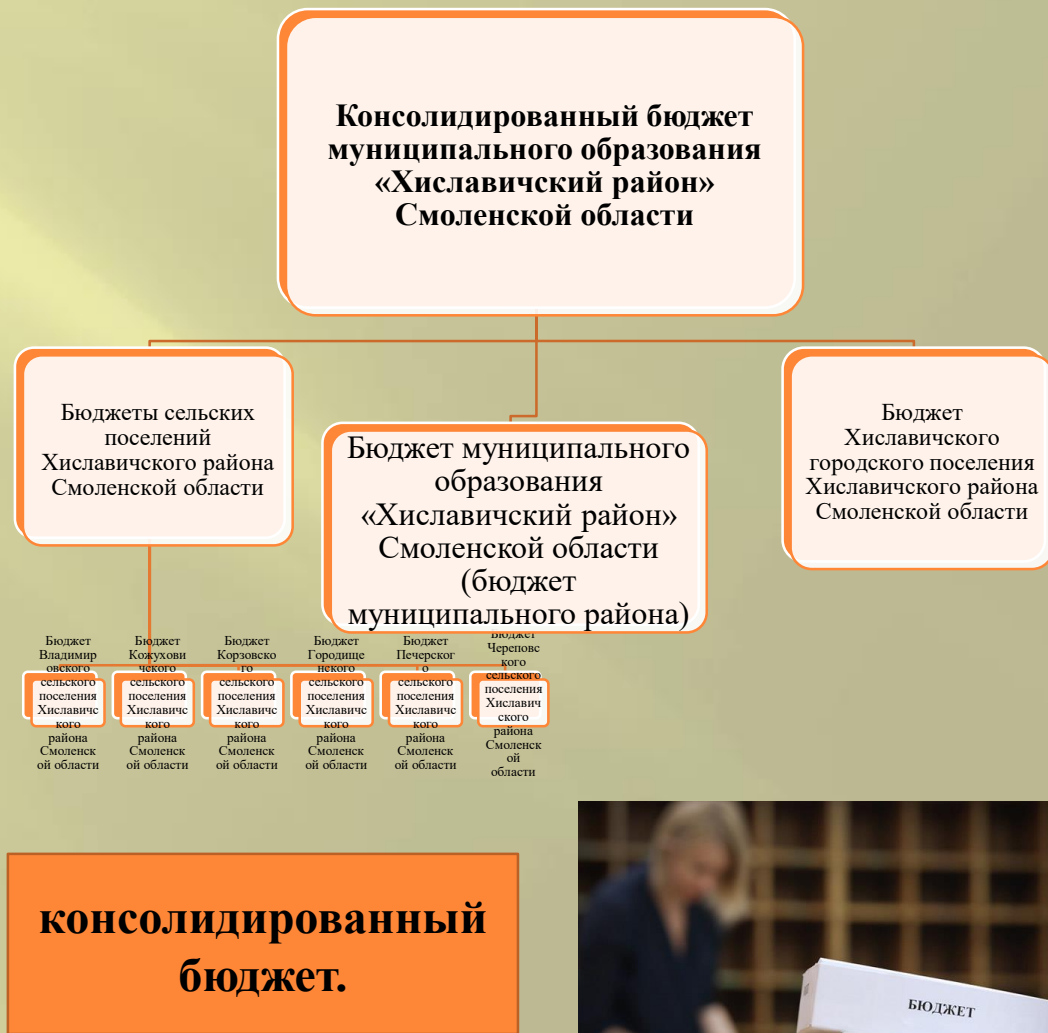 Консолидированный бюджет
муниципального образования
«Хиславичский район»
Смоленской области
Бюджеты сельских
поселений
Хиславичского района
Смоленской области
Бюджет муниципального
образования
«Хиславичский район»
Смоленской области
(бюджет
муниципального района)
Бюджет
Хиславичского
городского поселения
Хиславичского района
Смоленской области
Бюджет
Владимир
овского
сельского
поселения
Хиславичс
кого
района
Смоленск
ой области
Бюджет
Кожухови
чского
сельского
поселения
Хиславичс
кого
района
Смоленск
ой области
Бюджет
Корзовско
го
сельского
поселения
Хиславичс
кого
района
Смоленск
ой области
Бюджет
Городище
нского
сельского
поселения
Хиславичс
кого
района
Смоленск
ой области
Бюджет
Печерског
о
сельского
поселения
Хиславичс
кого
района
Смоленск
ой области
Бюджет
Череповс
кого
сельского
поселения
Хиславич
ского
района
Смоленск
ой
области
консолидированный
бюджет.
БЮДЖЕТ